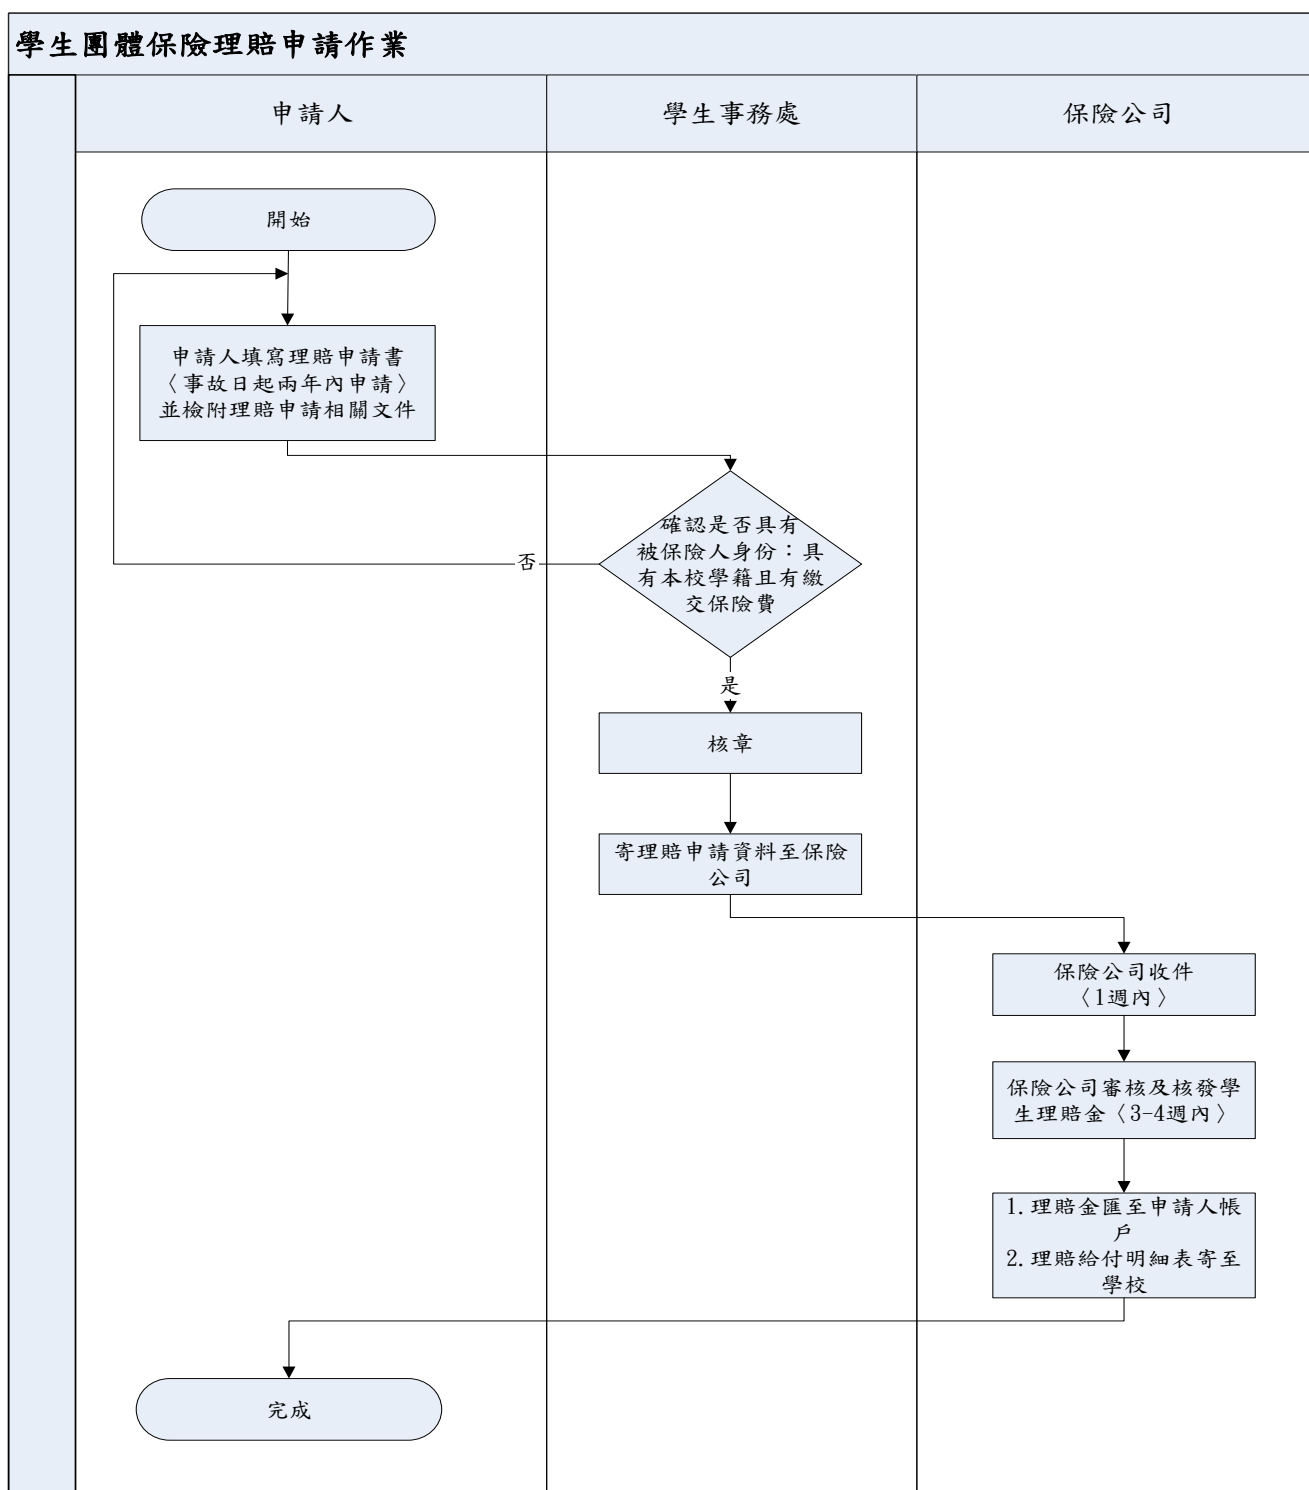 學生團體保險理賠申請作業
申請人
學生事務處
保險公司
開始
申請人填寫理賠申請書
〈事故日起兩年內申請〉
並檢附理賠申請相關文件
確認是否具有
被保險人身份：具
有本校學籍且有繳
交保險費
否
是
核章
寄理賠申請資料至保險
公司
保險公司收件
〈1週內〉
保險公司審核及核發學
生理賠金〈3-4週內〉
1.理賠金匯至申請人帳
戶
2.理賠給付明細表寄至
學校
完成